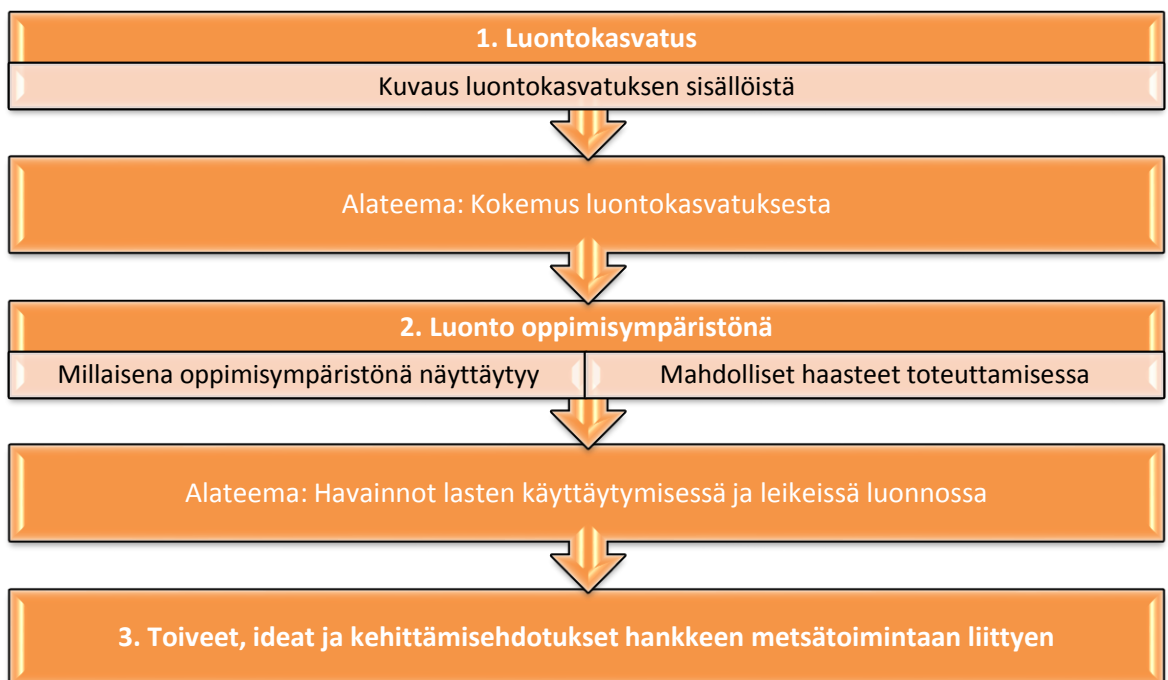 1. Luontokasvatus
Kuvaus luontokasvatuksen sisällöistä
Alateema: Kokemus luontokasvatuksesta
2. Luonto oppimisympäristönä
Millaisena oppimisympäristönä näyttäytyy
Mahdolliset haasteet toteuttamisessa
Alateema: Havainnot lasten käyttäytymisessä ja leikeissä luonnossa
3. Toiveet, ideat ja kehittämisehdotukset hankkeen metsätoimintaan liittyen